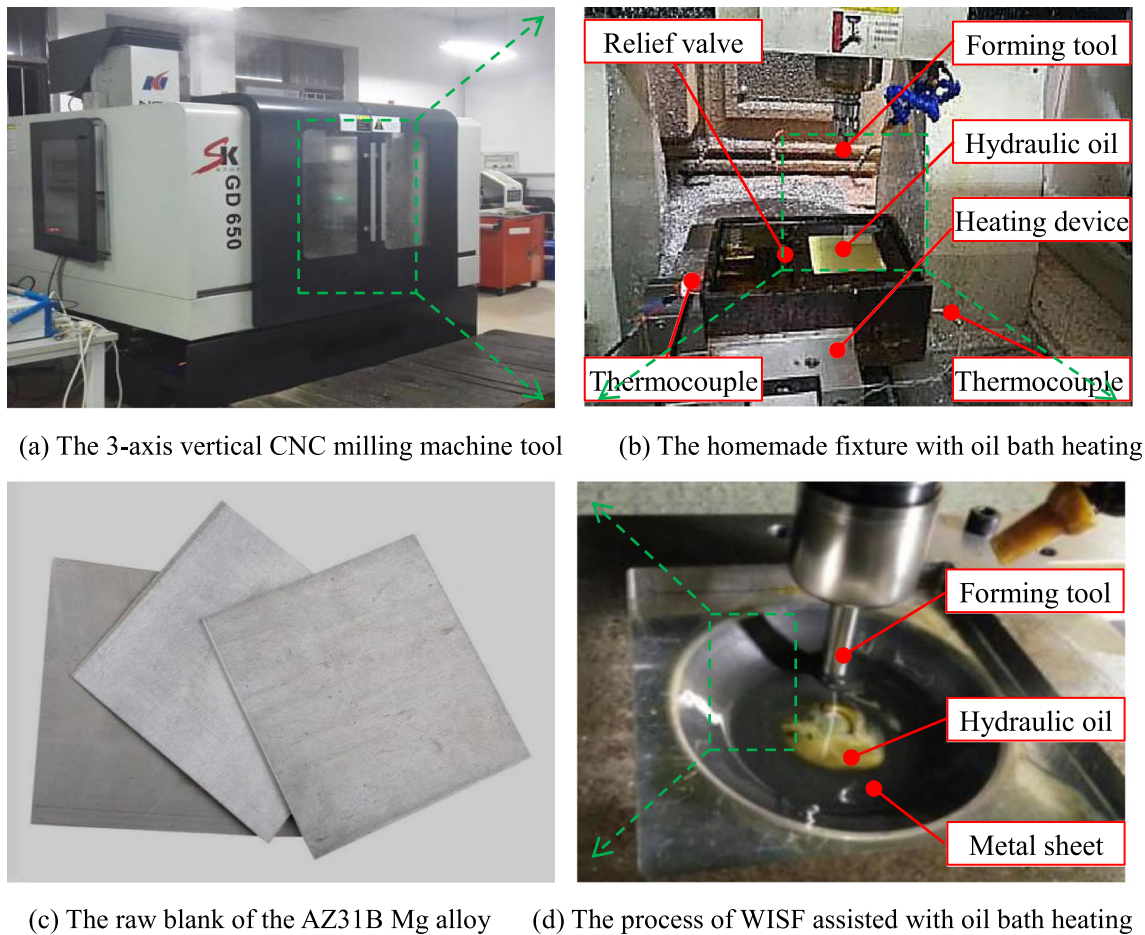 Relief valve
Forming tool
Hydraulic oil
Heating device
Thermocouple
Thermocouple
SK
GD 650
(a) The 3-axis vertical CNC milling machine tool
(b) The homemade fixture with oil bath heating
Forming tool
Hydraulic oil
Metal sheet
(c) The raw blank of the AZ31B Mg alloy
(d) The process of WISF assisted with oil bath heating